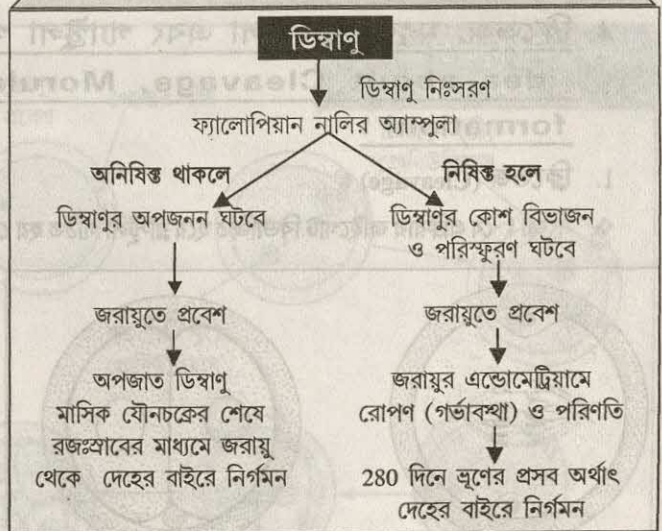 ডিম্বাণু
ডিম্বাণু নিঃসরণ
ফ্যালোপিয়ান নালির অ্যাম্পুলা
অনিষিক্ত থাকলে
ডিম্বাণুর অপজনন ঘটবে
জরায়ুতে প্রবেশ
অপজাত ডিম্বাণু
মাসিক যৌনচক্রের শেষে
রজঃস্রাবের মাধ্যমে জরায়ু
থেকে দেহের বাইরে নির্গমন
নিষিক্ত হলে
ডিম্বাণুর কোশ বিভাজন
ও পরিস্ফুরণ ঘটবে
জরায়ুতে প্রবেশ
জরায়ুর এন্ডোমেট্রিয়ামে
রোপণ (গর্ভাবস্থা) ও পরিণতি
280 দিনে ভ্রূণের প্রসব অর্থাৎ
দেহের বাইরে নির্গমন